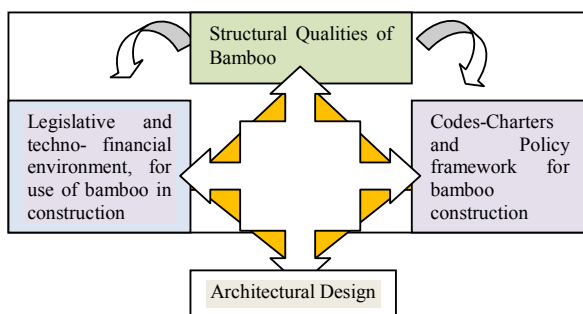 Structural Qualities of
Bamboo
Legislative and
techno- financial
environment, for
use of bamboo in
construction
Codes-Charters
and Policy
framework for
bamboo
construction
Architectural Design